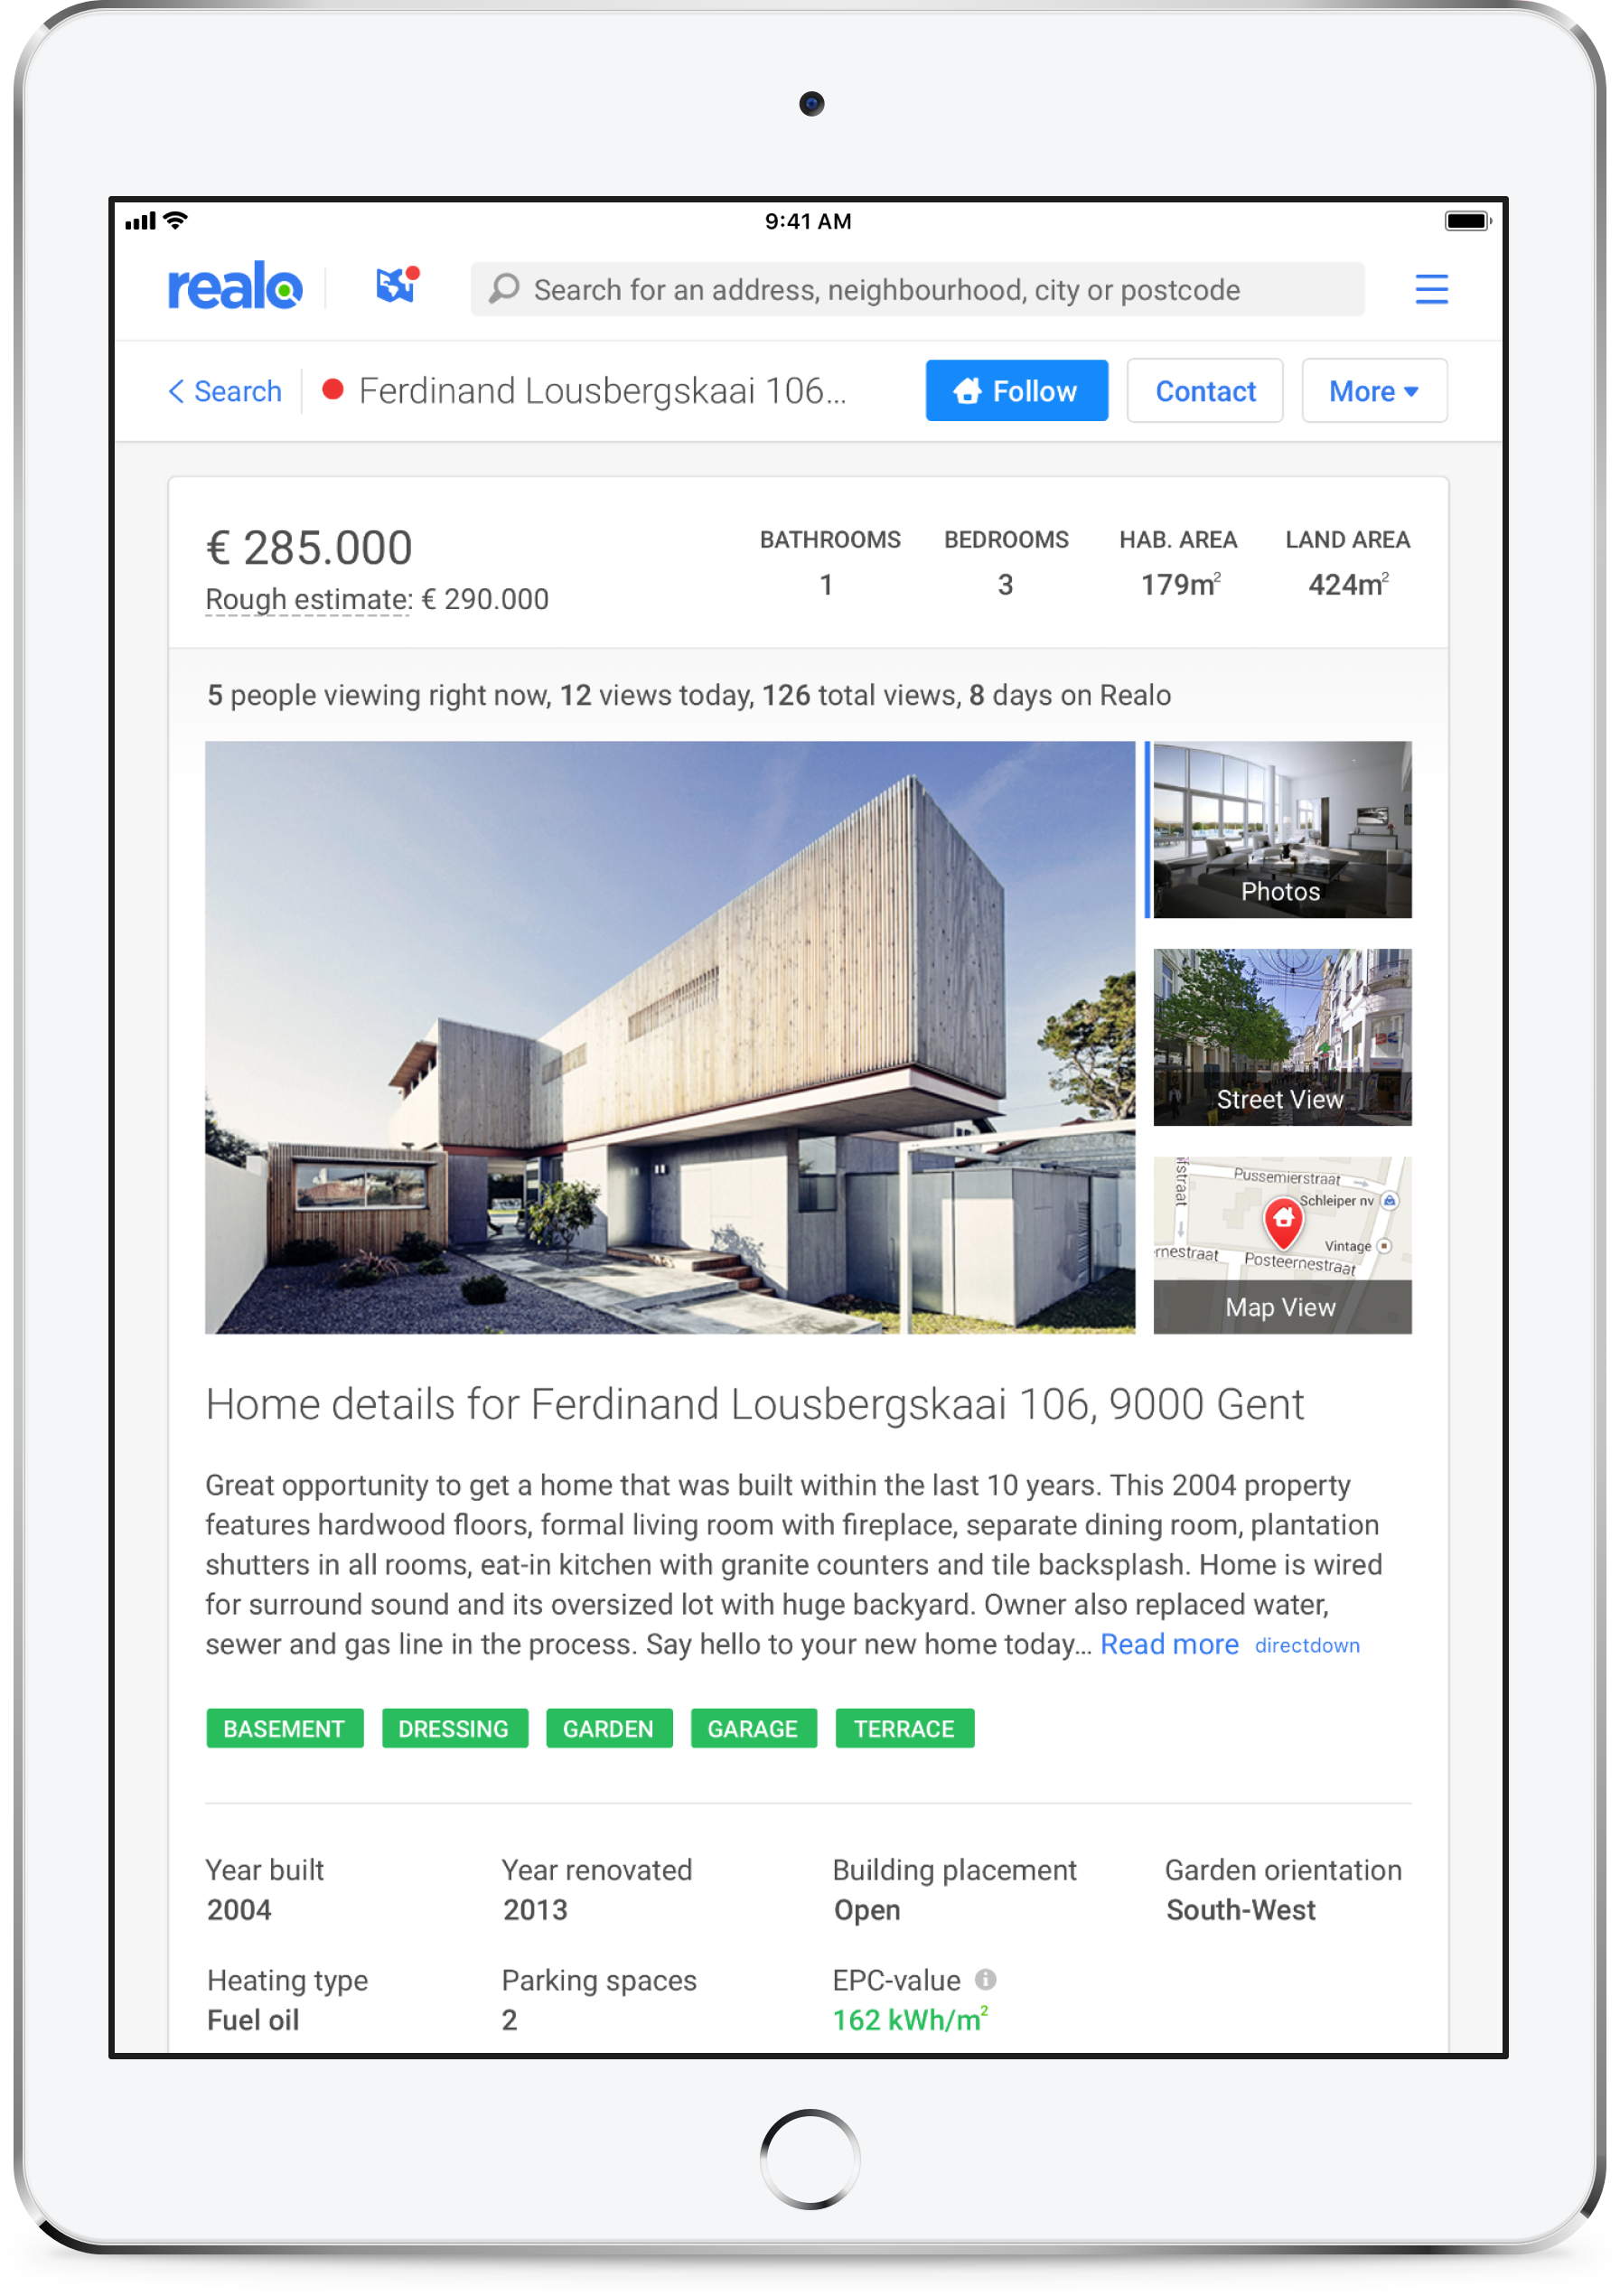 9:41 AM
realo
Search for an address, neighbourhood, city or postcode
Search
Ferdinand Lousbergskaai 106...
Follow
Contact
More
€ 285.000
Rough estimate: € 290.000
BATHROOMS
1
BEDROOMS
3
HAB. AREA
179m²
LAND AREA
424m²
5 people viewing right now, 12 views today, 126 total views, 8 days on Realo
Photos
Street View
Pussemierstraat
Schleiper nv
Vintage
Posteernestraat
Map View
Home details for Ferdinand Lousbergskaai 106, 9000 Gent
Great opportunity to get a home that was built within the last 10 years. This 2004 property
features hardwood floors, formal living room with fireplace, separate dining room, plantation
shutters in all rooms, eat-in kitchen with granite counters and tile backsplash. Home is wired
for surround sound and its oversized lot with huge backyard. Owner also replaced water,
sewer and gas line in the process. Say hello to your new home today... Read more directdown
BASEMENT
DRESSING
GARDEN
GARAGE
TERRACE
Year built
2004
Year renovated
2013
Building placement
Open
Garden orientation
South-West
Heating type
Fuel oil
Parking spaces
2
EPC-value
162 kWh/m²